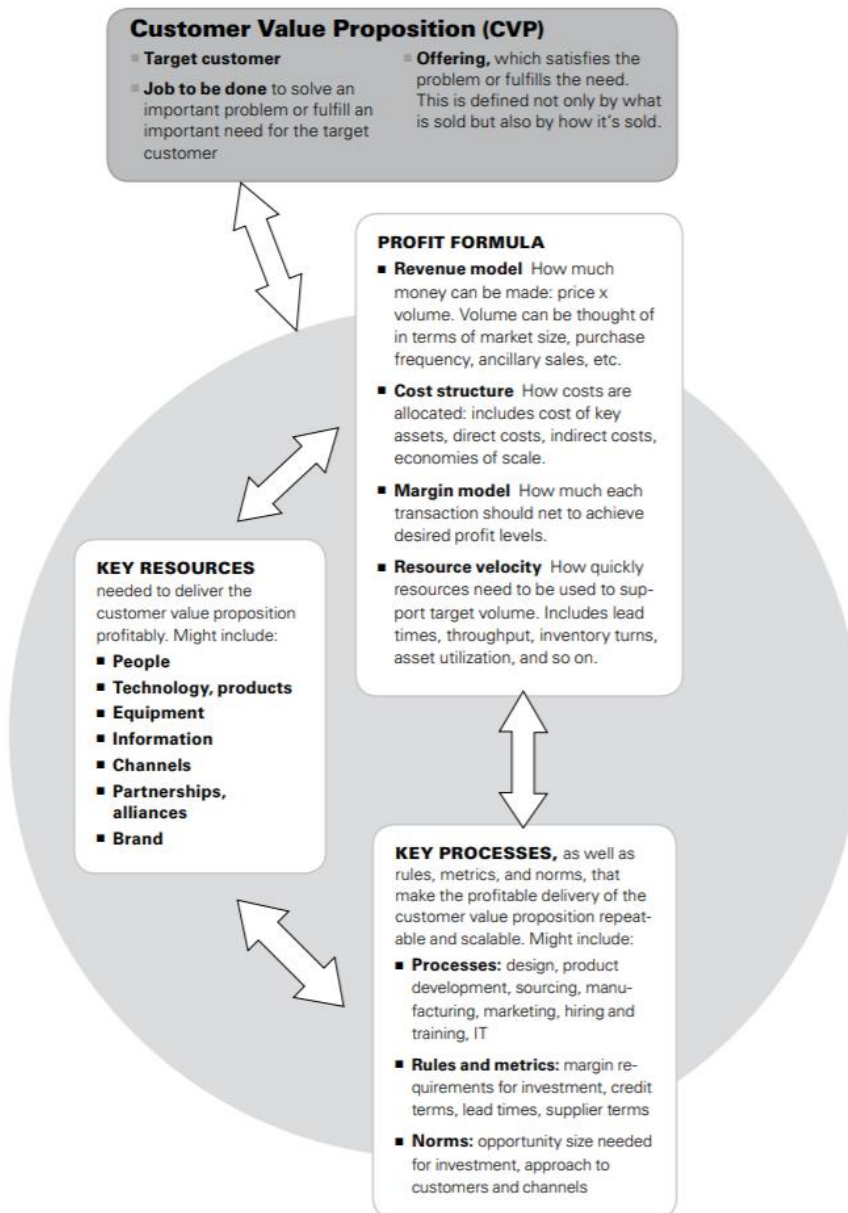 Customer Value Proposition (CVP)
■ Target customer
■ Job to be done to solve an
important problem or fulfill an
important need for the target
customer
■ Offering, which satisfies the
problem or fulfills the need.
This is defined not only by what
is sold but also by how it's sold.
PROFIT FORMULA
■ Revenue model How much
money can be made: price x
volume. Volume can be thought of
in terms of market size, purchase
frequency, ancillary sales, etc.
■ Cost structure How costs are
allocated: includes cost of key
assets, direct costs, indirect costs,
economies of scale.
■ Margin model How much each
transaction should net to achieve
desired profit levels.
■ Resource velocity How quickly
resources need to be used to sup-
port target volume. Includes lead
times, throughput, inventory turns,
asset utilization, and so on.
KEY RESOURCES
needed to deliver the
customer value proposition
profitably. Might include:
■ People
■ Technology, products
■ Equipment
■ Information
■ Channels
■ Partnerships,
alliances
■ Brand
KEY PROCESSES, as well as
rules, metrics, and norms, that
make the profitable delivery of the
customer value proposition repeat-
able and scalable. Might include:
■ Processes: design, product
development, sourcing, manu-
facturing, marketing, hiring and
training, IT
■ Rules and metrics: margin re-
quirements for investment, credit
terms, lead times, supplier terms
■ Norms: opportunity size needed
for investment, approach to
customers and channels